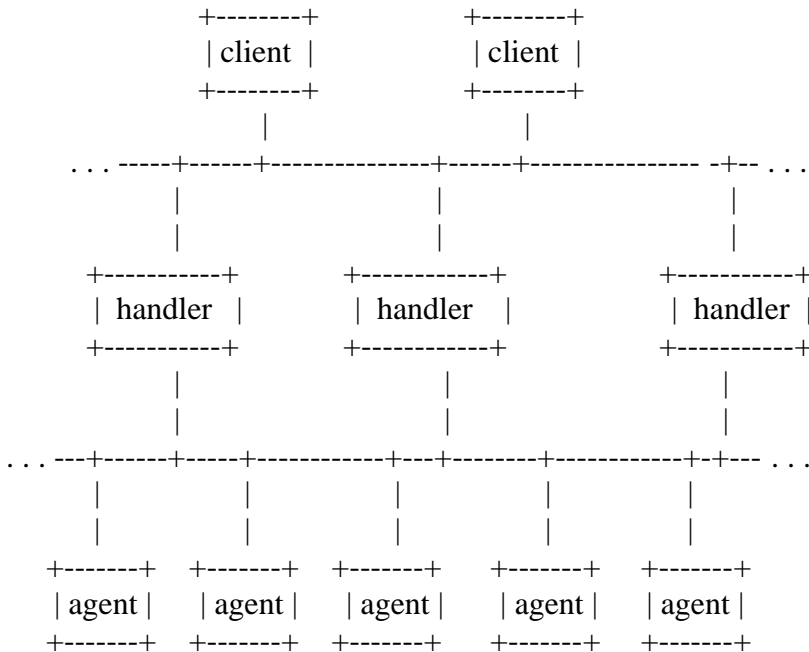 +--------+ +--------+
| client | | client |
+--------+ +--------+
| |
. . . -----+------+----------------+------+---------------- -+-- . . .
| | |
| | |
+-----------+ +-----------+ +-----------+
| handler | | handler | | handler |
+-----------+ +-----------+ +-----------+
| | |
| | |
. . . ---+------+-----+------------+---+--------+------------+-+--- . . .
| | | | |
| | | | |
+-------+ +-------+ +-------+ +-------+ +-------+
| agent | | agent | | agent | | agent | | agent |
+-------+ +-------+ +-------+ +-------+ +-------+